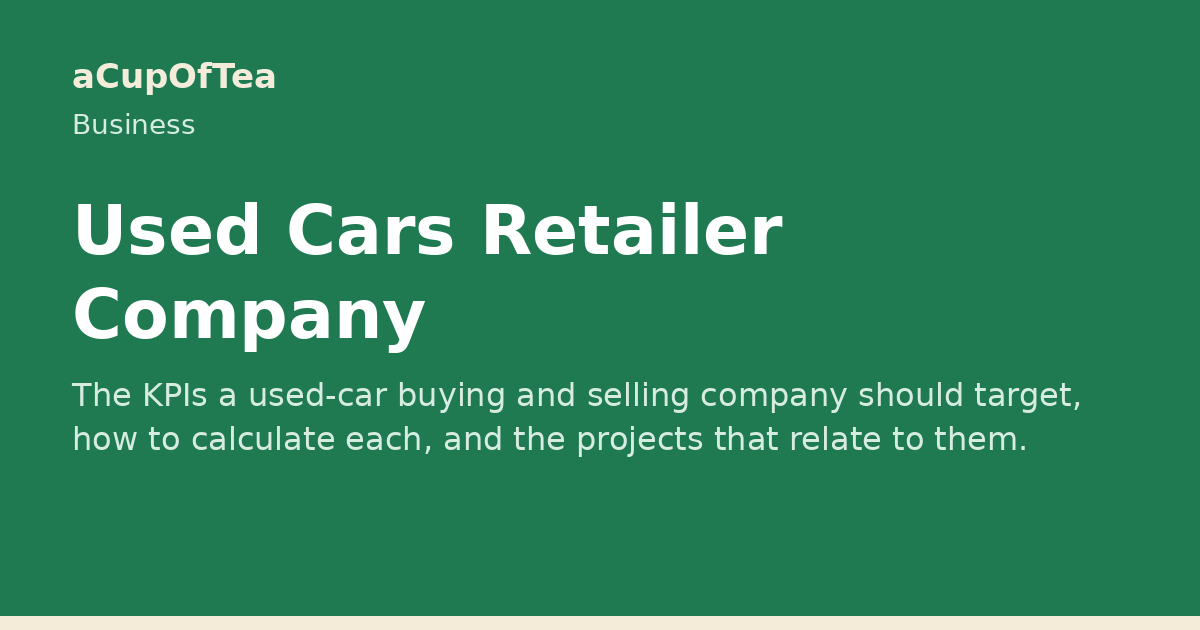 aCupOfTea
Business
Used Cars Retailer
Company
The KPIs a used-car buying and selling company should target,
how to calculate each, and the projects that relate to them.